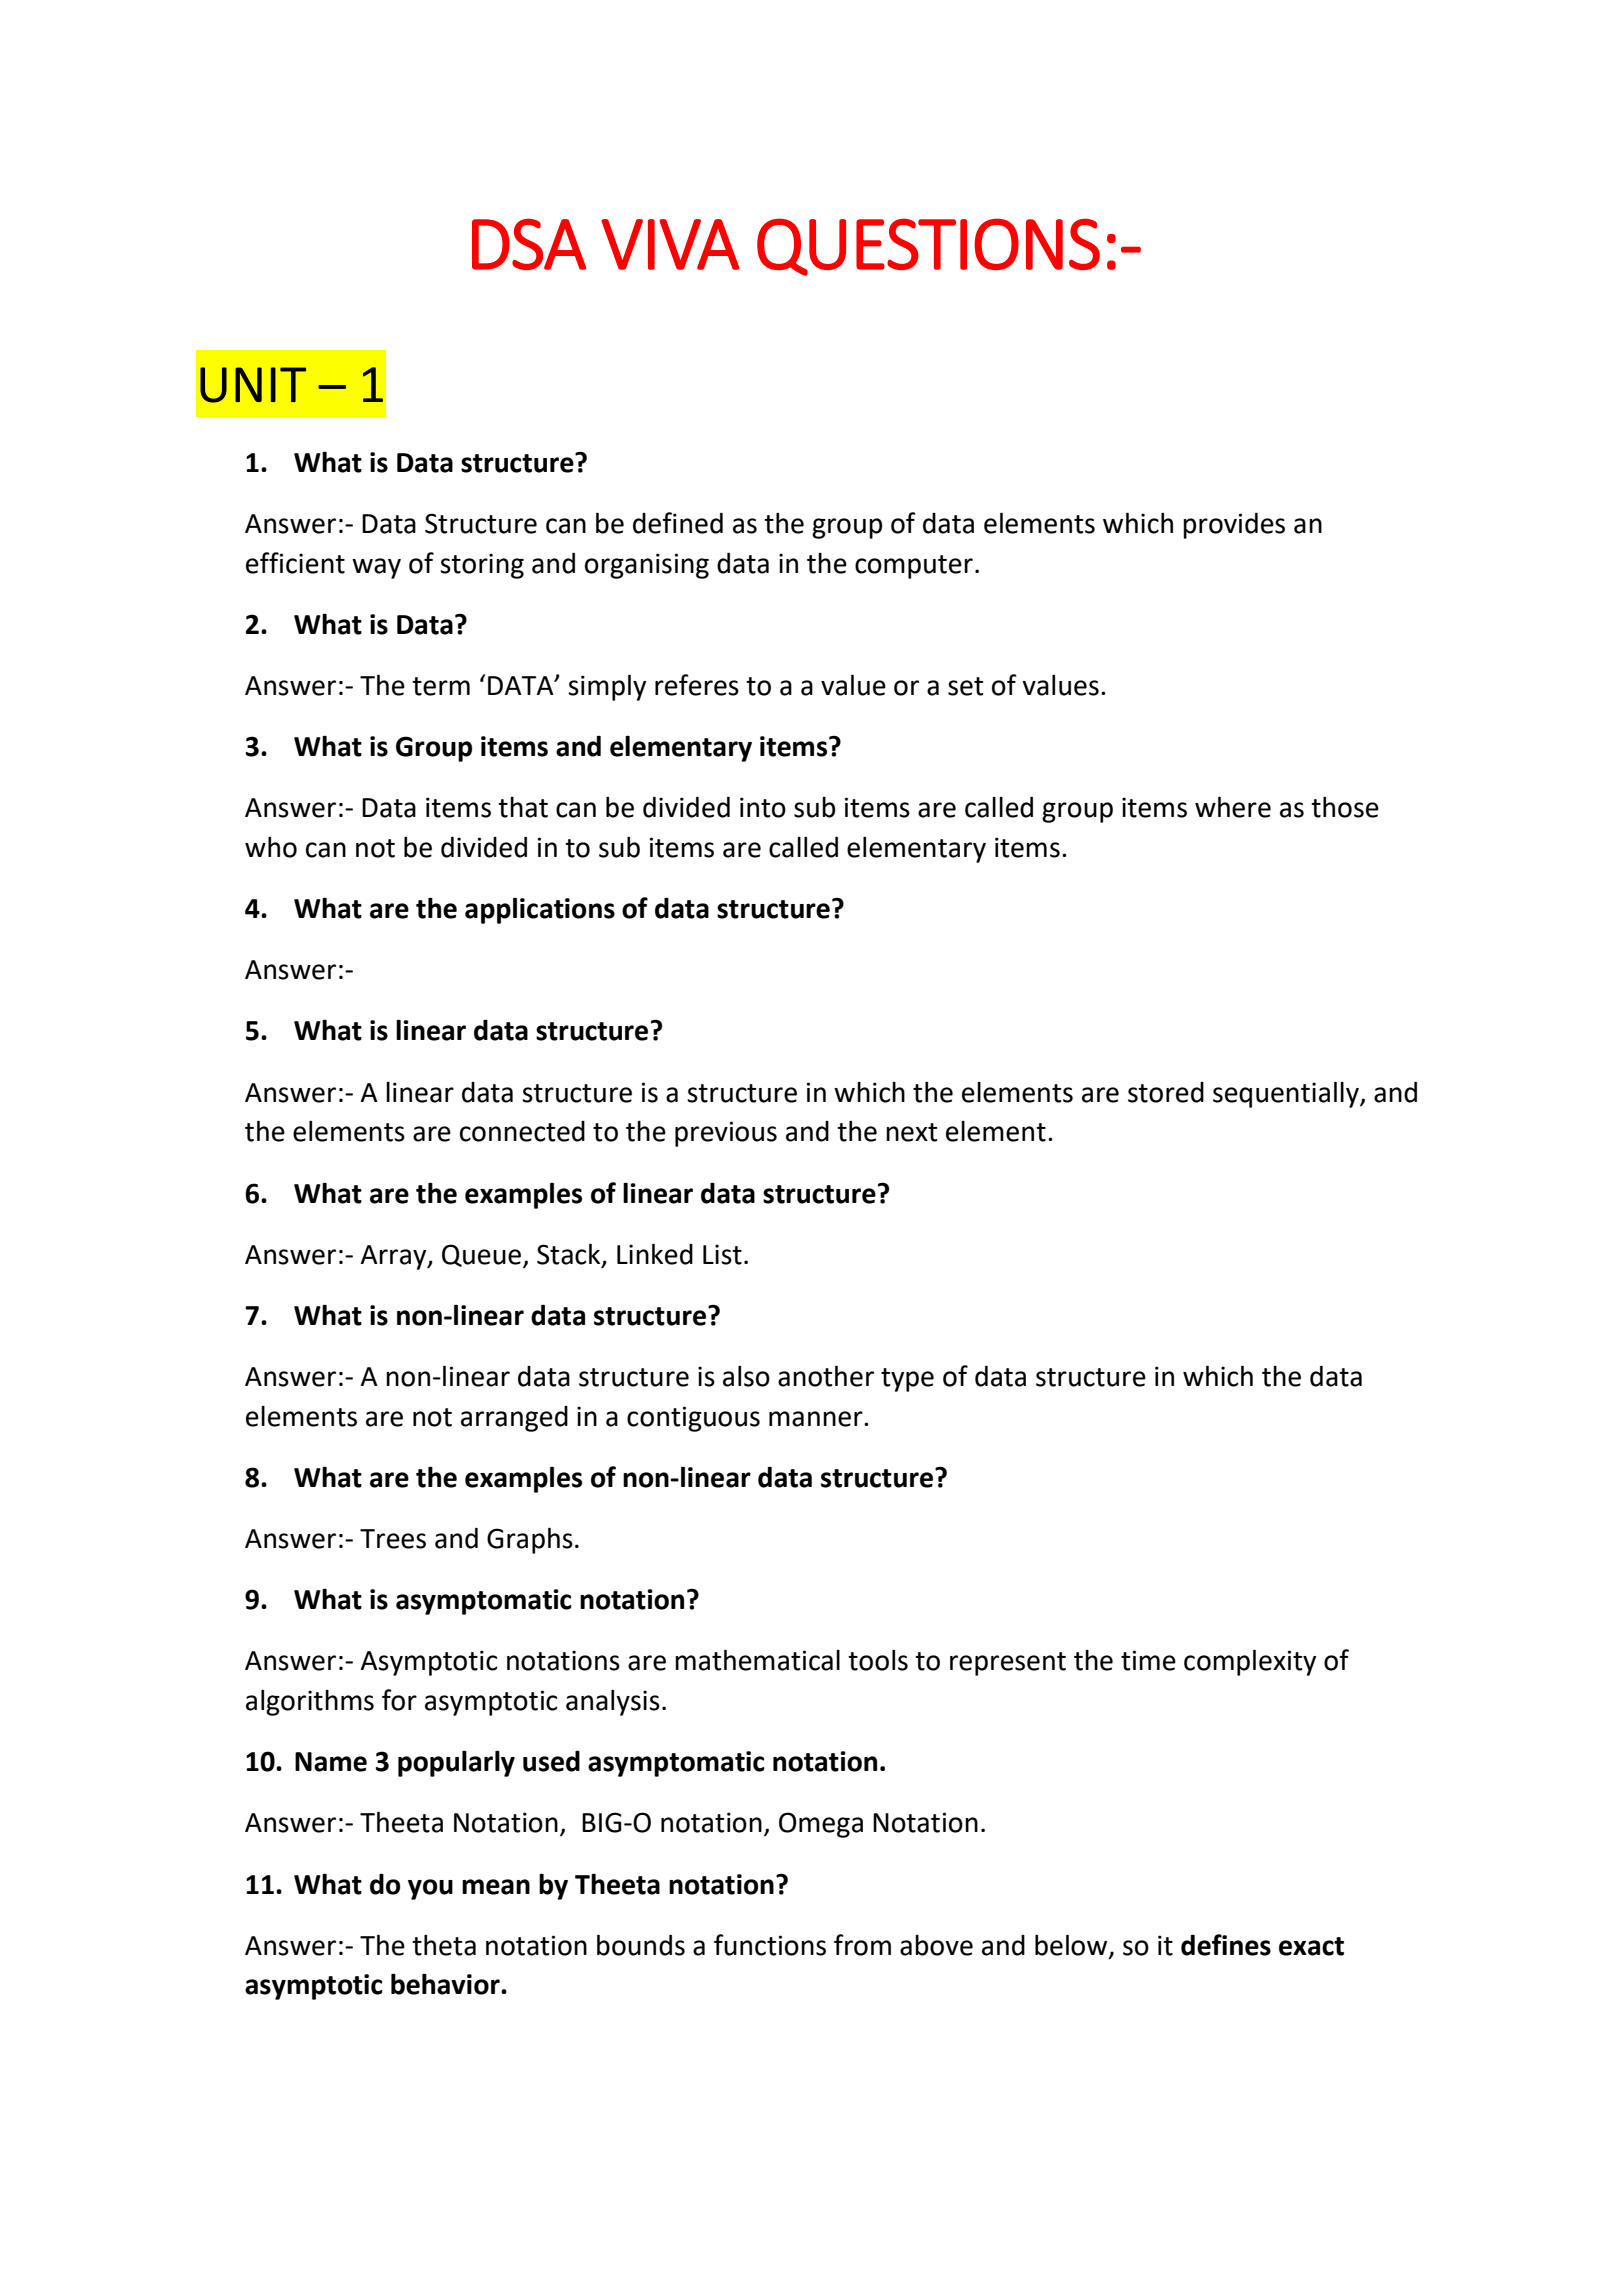 DSA VIVA QUESTIONS:-
UNIT – 1
1. What is Data structure?
Answer:- Data Structure can be defined as the group of data elements which provides an
efficient way of storing and organising data in the computer.
2. What is Data?
Answer:- The term ‘DATA’ simply referes to a a value or a set of values.
3. What is Group items and elementary items?
Answer:- Data items that can be divided into sub items are called group items where as those
who can not be divided in to sub items are called elementary items.
4. What are the applications of data structure?
Answer:-
5. What is linear data structure?
Answer:- A linear data structure is a structure in which the elements are stored sequentially, and
the elements are connected to the previous and the next element.
6. What are the examples of linear data structure?
Answer:- Array, Queue, Stack, Linked List.
7. What is non-linear data structure?
Answer:- A non-linear data structure is also another type of data structure in which the data
elements are not arranged in a contiguous manner.
8. What are the examples of non-linear data structure?
Answer:- Trees and Graphs.
9. What is asymptomatic notation?
Answer:- Asymptotic notations are mathematical tools to represent the time complexity of
algorithms for asymptotic analysis.
10. Name 3 popularly used asymptomatic notation.
Answer:- Theeta Notation,  BIG-O notation, Omega Notation.
11. What do you mean by Theeta notation?
Answer:- The theta notation bounds a functions from above and below, so it defines exact
asymptotic behavior.